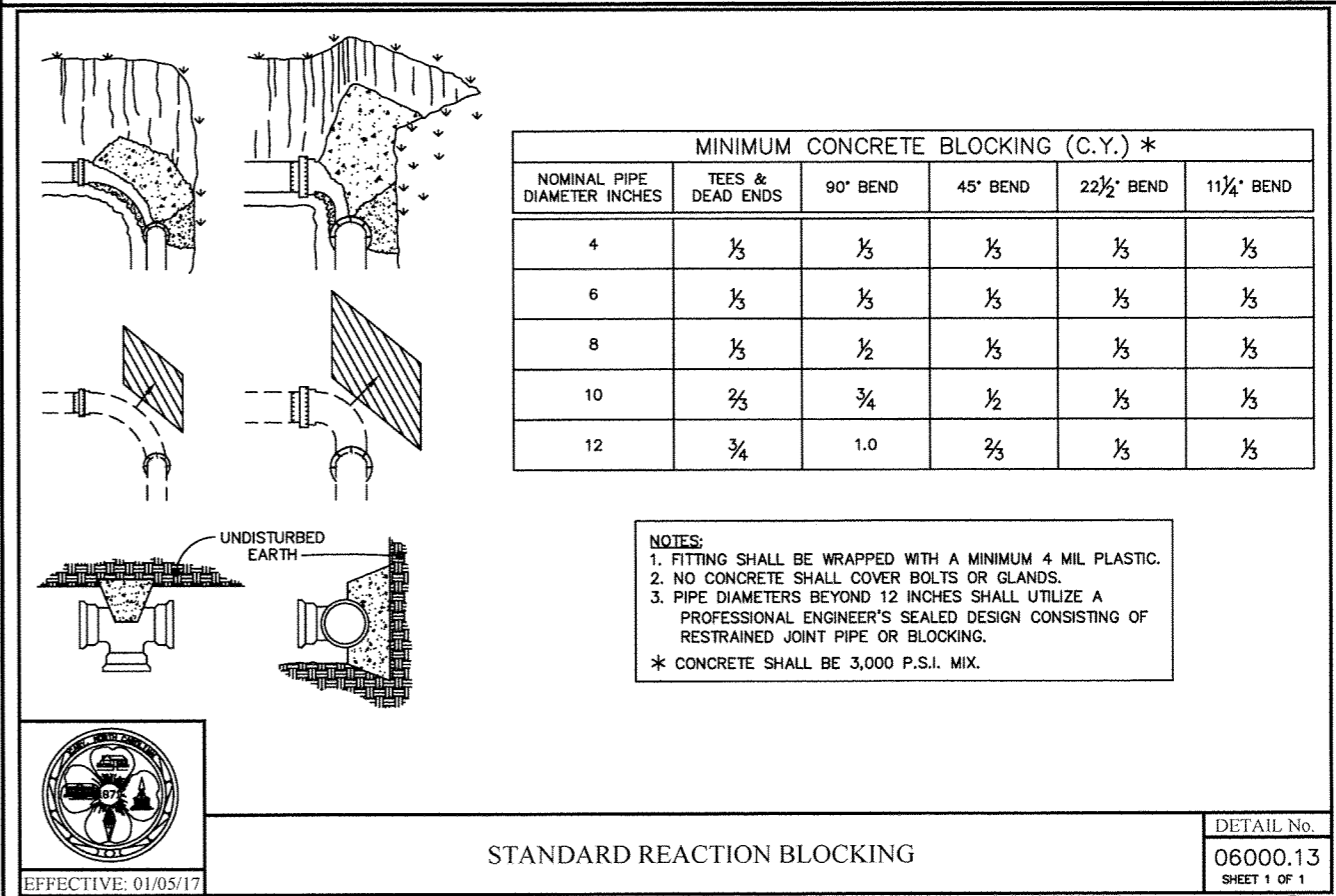 MINIMUM CONCRETE BLOCKING (C.Y.) *
NOMINAL PIPE DIAMETER INCHES TEES & DEAD ENDS 90° BEND 45° BEND 22½° BEND 11¼° BEND
4 ⅓ ⅓ ⅓ ⅓ ⅓
6 ⅓ ⅓ ⅓ ⅓ ⅓
8 ⅓ ½ ⅓ ⅓ ⅓
10 ⅔ ¾ ½ ⅓ ⅓
12 ¾ 1.0 ⅔ ⅓ ⅓
UNDISTURBED
EARTH
NOTES:
1. FITTING SHALL BE WRAPPED WITH A MINIMUM 4 MIL PLASTIC.
2. NO CONCRETE SHALL COVER BOLTS OR GLANDS.
3. PIPE DIAMETERS BEYOND 12 INCHES SHALL UTILIZE A
PROFESSIONAL ENGINEER'S SEALED DESIGN CONSISTING OF
RESTRAINED JOINT PIPE OR BLOCKING.
* CONCRETE SHALL BE 3,000 P.S.I. MIX.
NORTH CAROLINA
EFFECTIVE: 01/05/17
STANDARD REACTION BLOCKING
DETAIL No.
06000.13
SHEET 1 OF 1